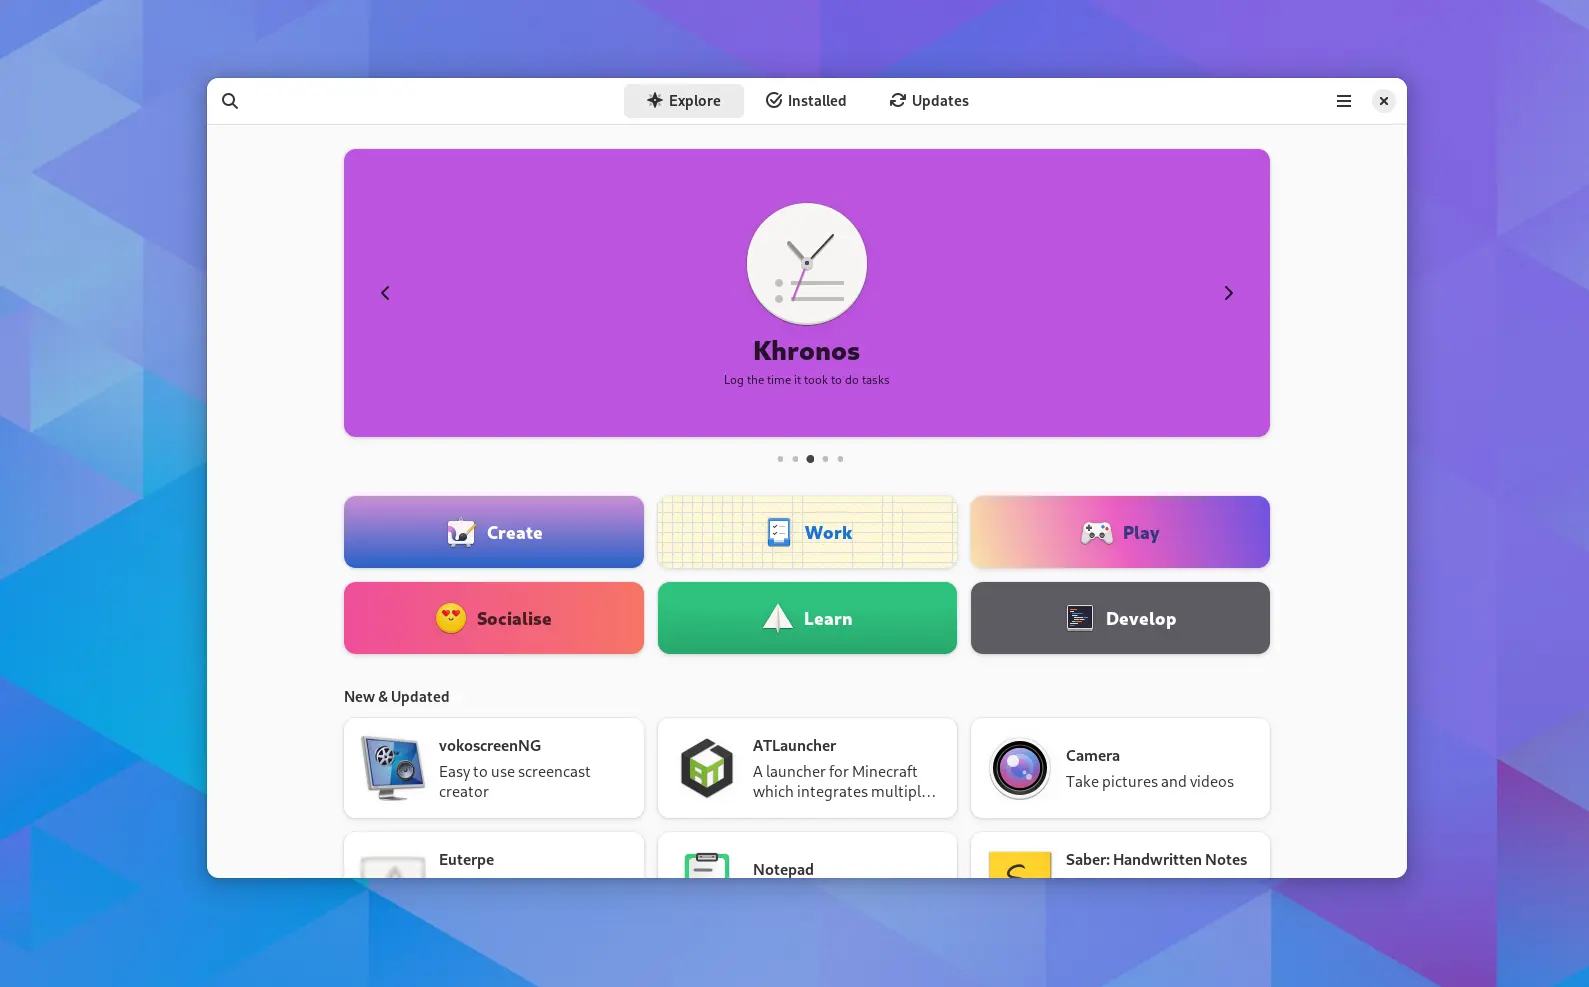 Explore
Installed
Updates
Khronos
Log the time it took to do tasks
Create
Work
Play
Socialise
Learn
Develop
New & Updated
vokoscreenNG
Easy to use screencast
creator
ATLauncher
A launcher for Minecraft
which integrates multipl…
Camera
Take pictures and videos
Euterpe
Notepad
Saber: Handwritten Notes